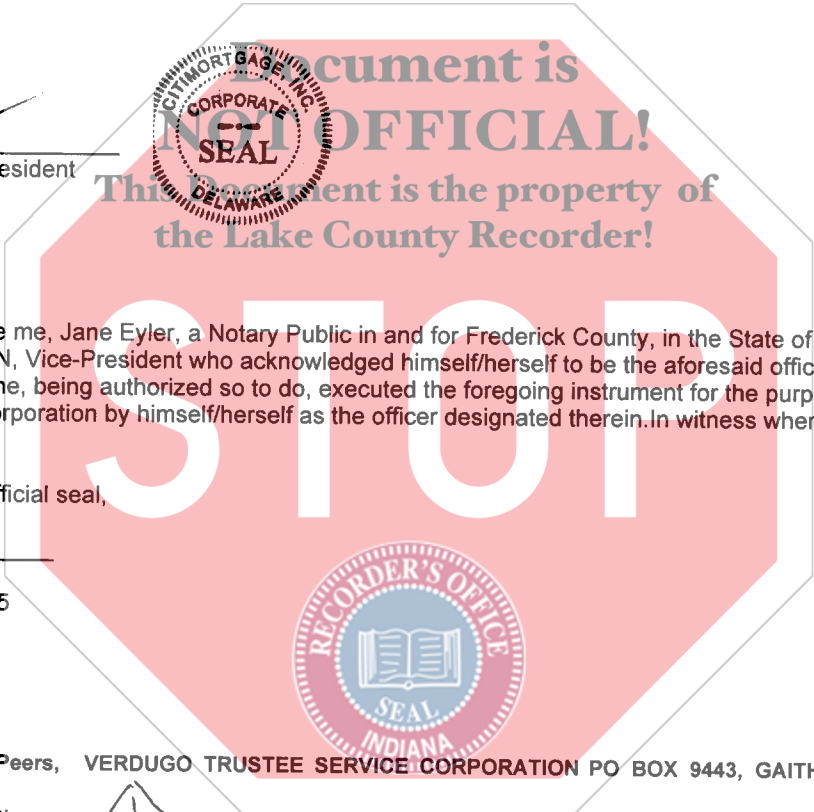 Document is
CITIMORTGAGE, INC.
CORPORATE
SEAL
DELAWARE
NOT OFFICIAL!
esident
This Document is the property of
the Lake County Recorder!
STOP
e me, Jane Eyler, a Notary Public in and for Frederick County, in the State of
N, Vice-President who acknowledged himself/herself to be the aforesaid offic
ne, being authorized so to do, executed the foregoing instrument for the purp
rporation by himself/herself as the officer designated therein.In witness wher
fficial seal,
5
RECORDER'S OFFICE
SEAL
INDIANA
Peers, VERDUGO TRUSTEE SERVICE CORPORATION PO BOX 9443, GAITH